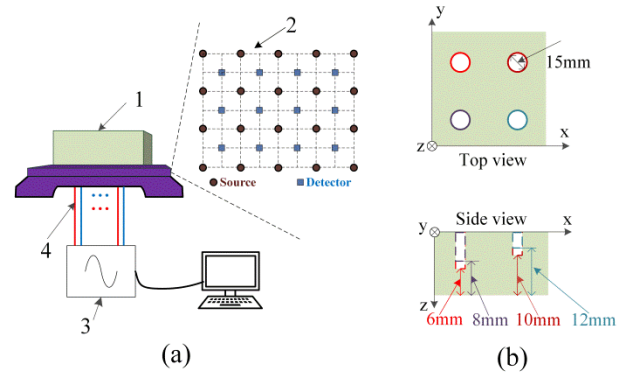 1
2
Source
Detector
4
3
(a)
y
15mm
z
x
Top view
y
Side view
x
z
6mm
8mm
10mm
12mm
(b)